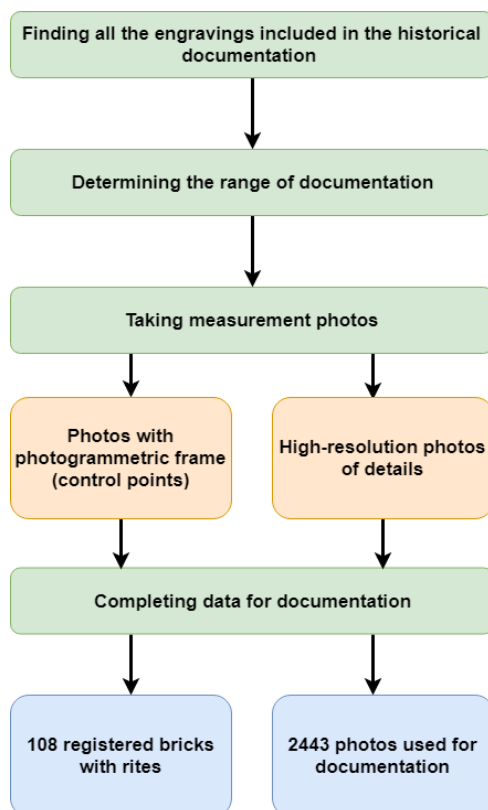 Finding all the engravings included in the historical
documentation
Determining the range of documentation
Taking measurement photos
Photos with
photogrammetric frame
(control points)
High-resolution photos
of details
Completing data for documentation
108 registered bricks
with rites
2443 photos used for
documentation